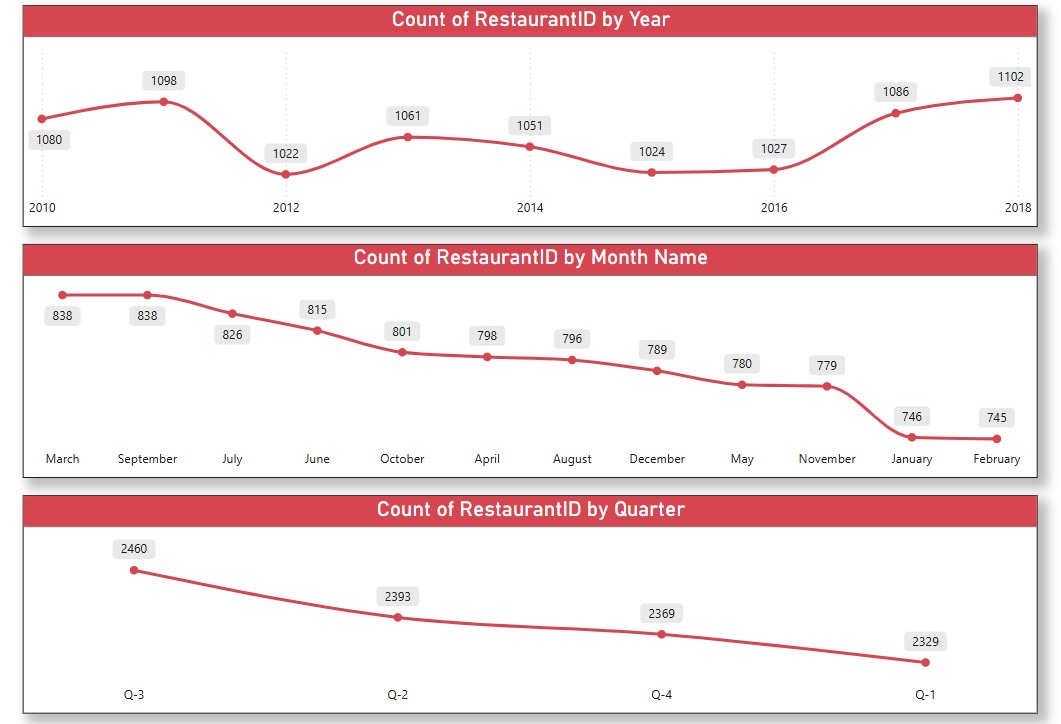 Count of RestaurantID by Year
1080 1098 1022 1061 1051 1024 1027 1086 1102
2010 2012 2014 2016 2018
Count of RestaurantID by Month Name
838 838 826 815 801 798 796 789 780 779 746 745
March September July June October April August December May November January February
Count of RestaurantID by Quarter
2460 2393 2369 2329
Q-3 Q-2 Q-4 Q-1